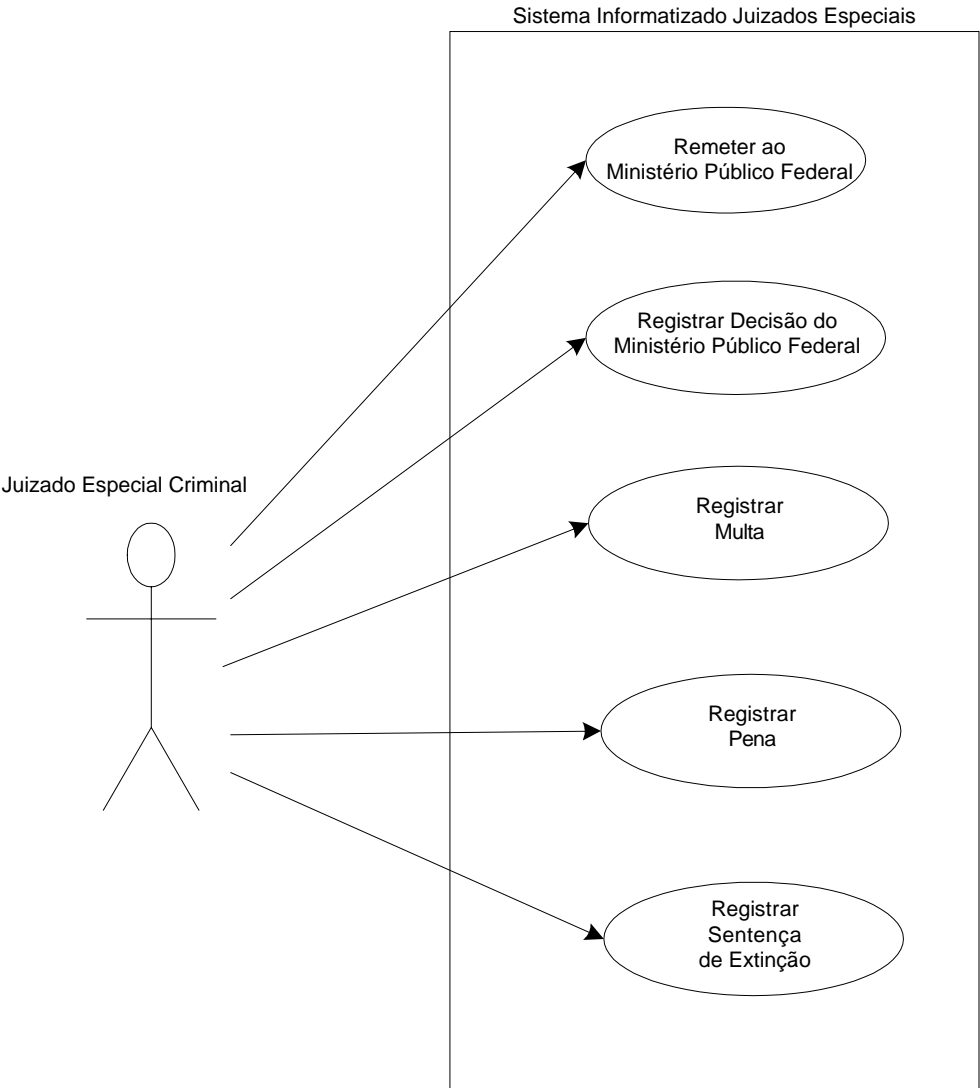 Sistema Informatizado Juizados Especiais
Remeter ao
Ministério Público Federal
Registrar Decisão do
Ministério Público Federal
Juizado Especial Criminal
Registrar
Multa
Registrar
Pena
Registrar
Sentença
de Extinção